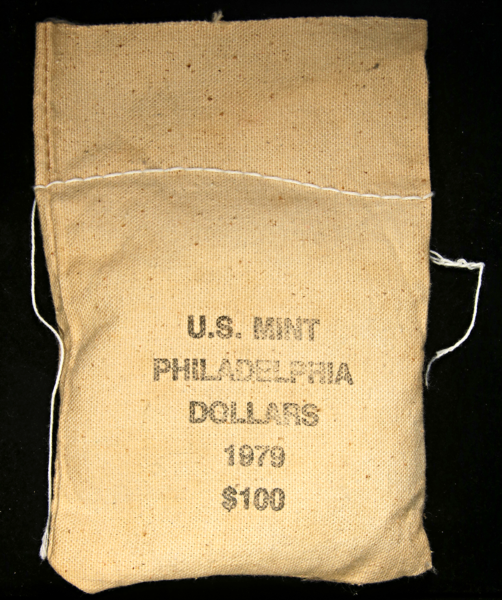 U.S. MINT
PHILADELPHIA
DOLLARS
1979
$100